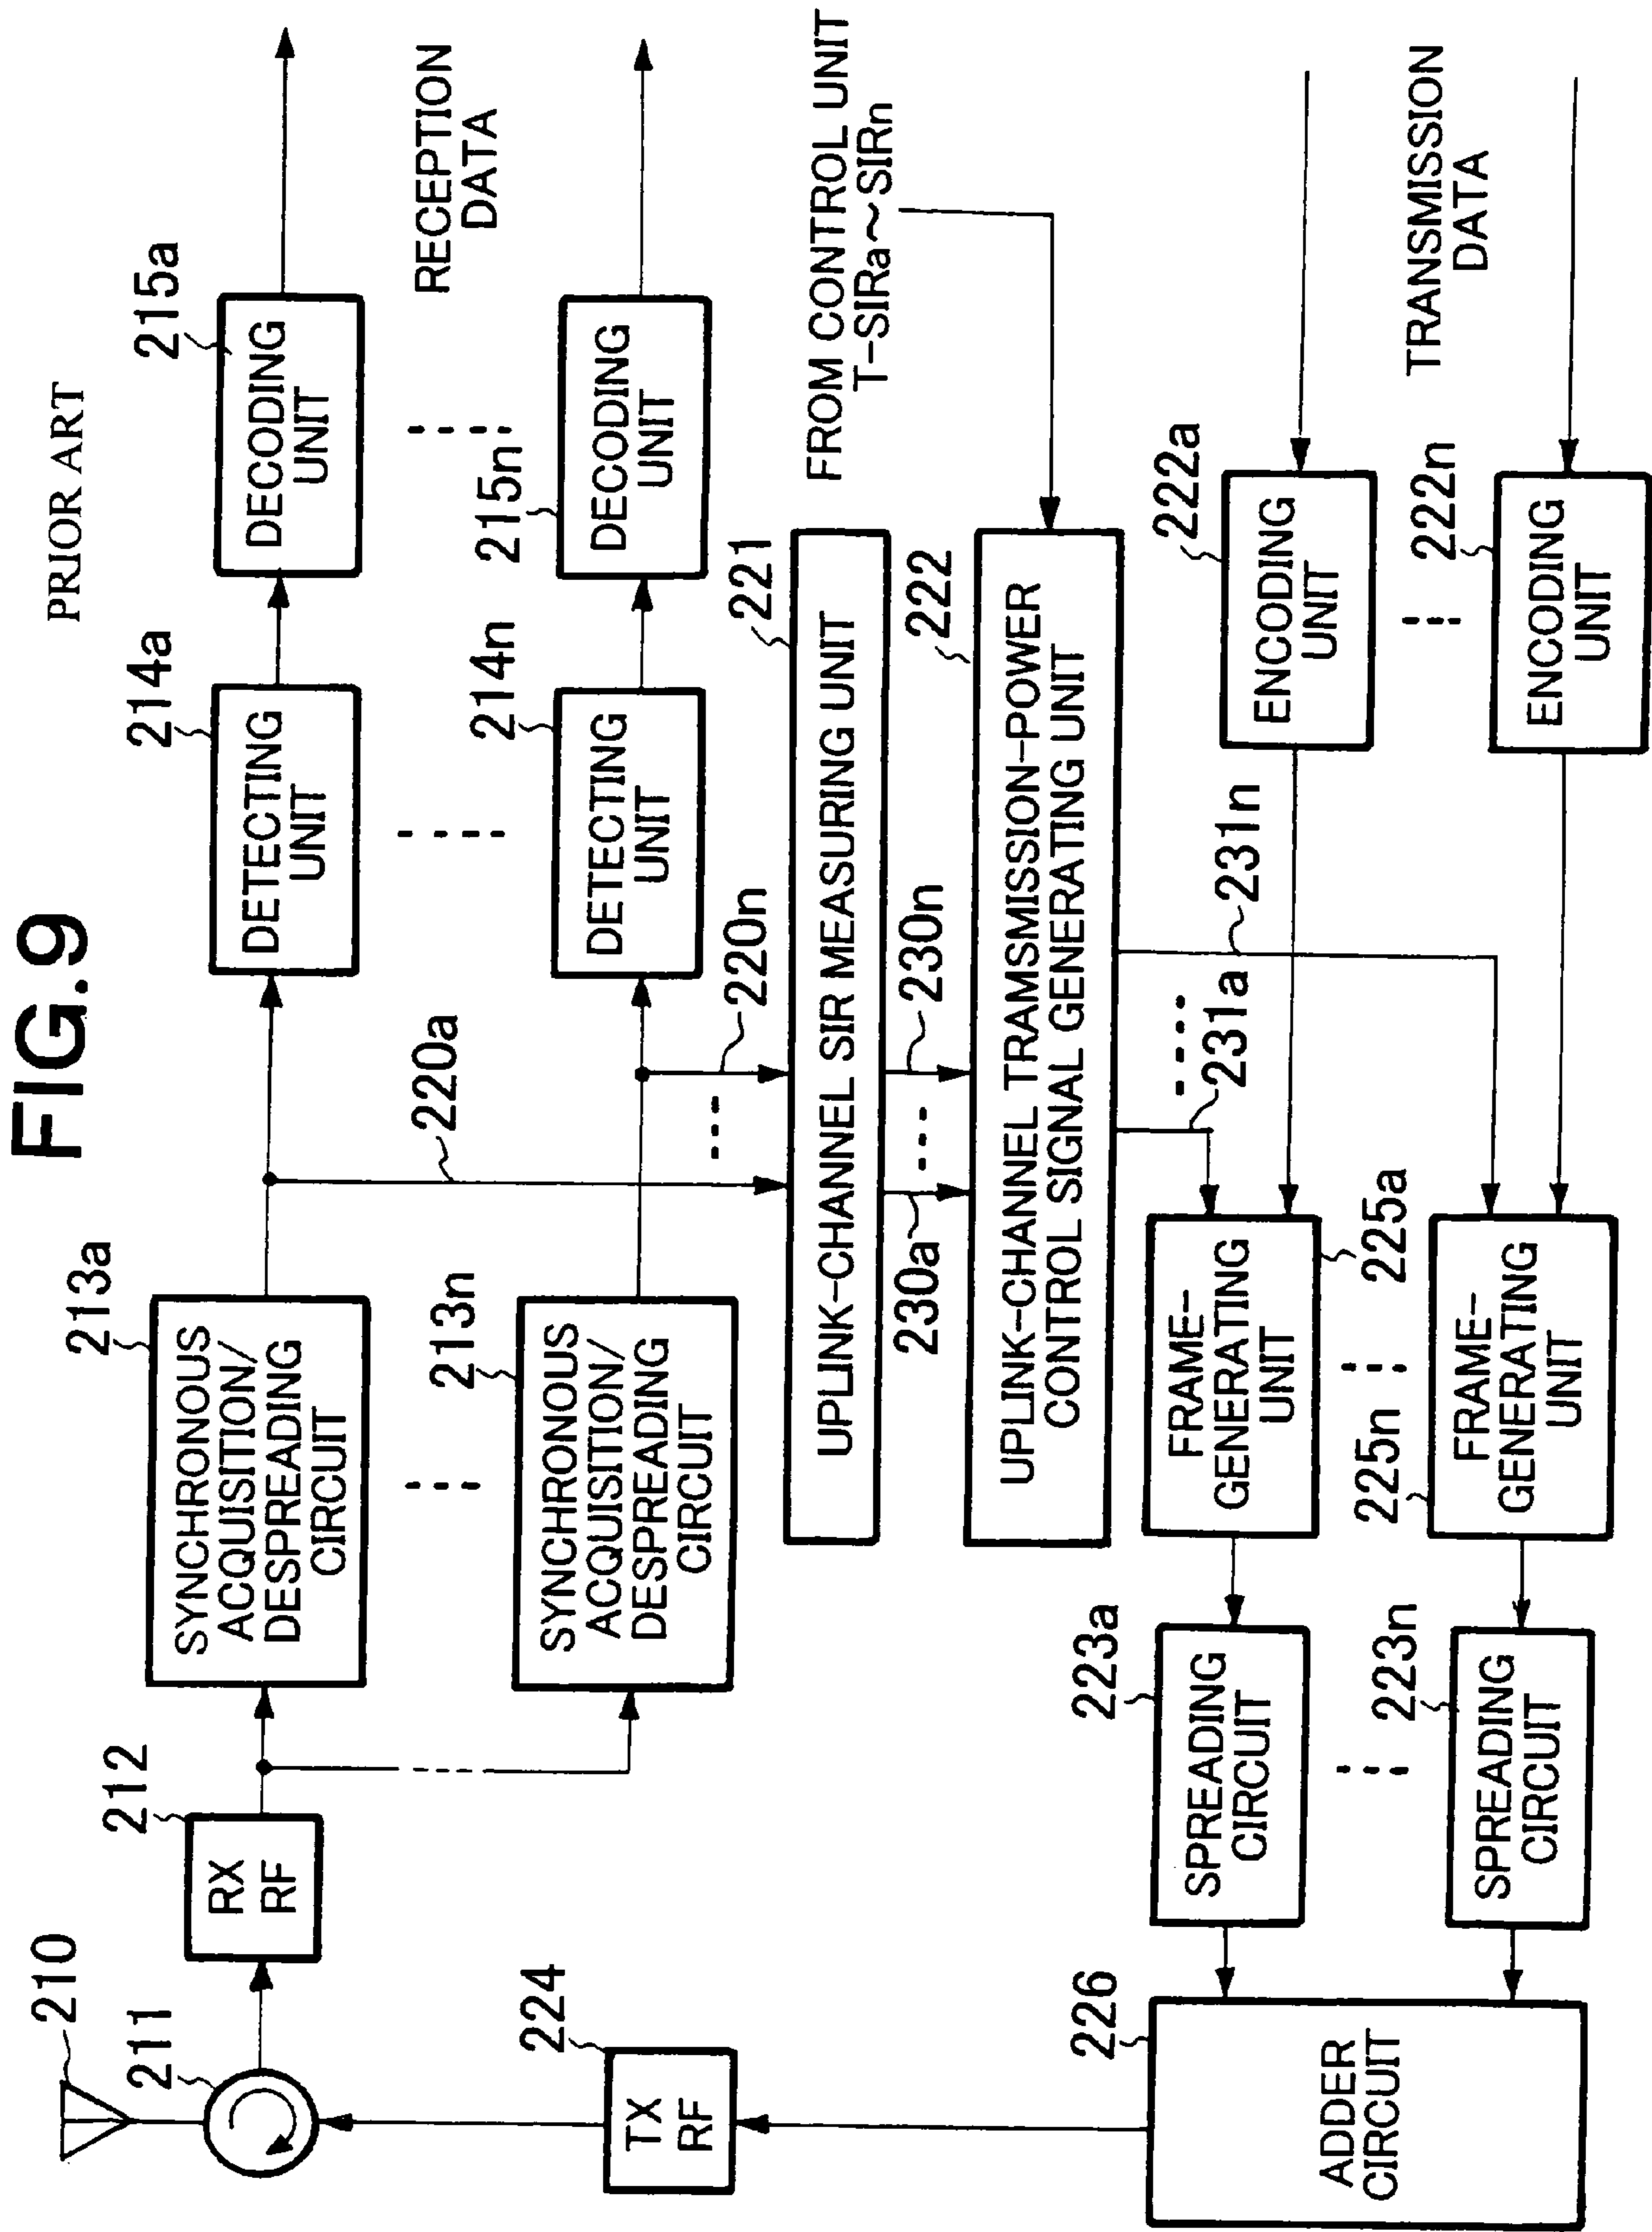 FIG.9
PRIOR ART
210
211
212
RX
RF
213a
SYNCHRONOUS
ACQUISITION/
DESPREADING
CIRCUIT
214a
DETECTING
UNIT
215a
DECODING
UNIT
RECEPTION
DATA
220a
213n
SYNCHRONOUS
ACQUISITION/
DESPREADING
CIRCUIT
214n
DETECTING
UNIT
215n
DECODING
UNIT
220n
221
UPLINK-CHANNEL SIR MEASURING UNIT
FROM CONTROL UNIT
T-SIRa~SIRn
230a
230n
222
UPLINK-CHANNEL TRAMSMISSION-POWER
CONTROL SIGNAL GENERATING UNIT
231a
231n
224
TX
RF
226
ADDER
CIRCUIT
223a
SPREADING
CIRCUIT
FRAME-
GENERATING
UNIT
225a
222a
ENCODING
UNIT
TRANSMISSION
DATA
223n
SPREADING
CIRCUIT
225n
FRAME-
GENERATING
UNIT
222n
ENCODING
UNIT